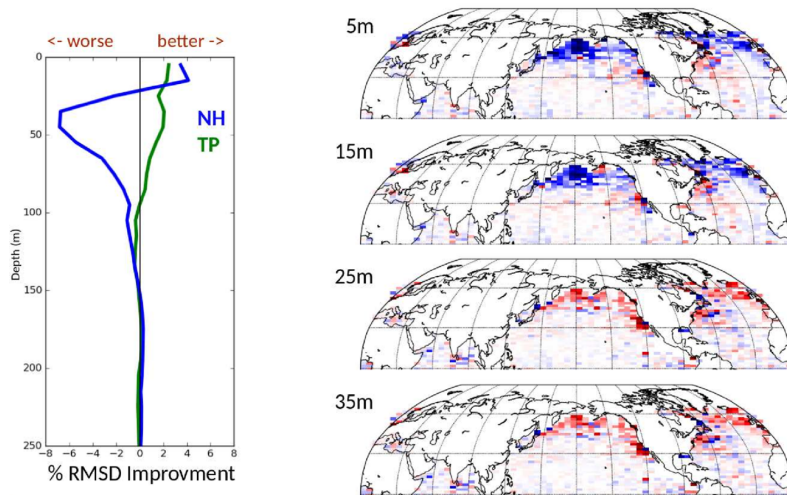 <- worse better ->
0
50
100
150
200
250
Depth (m)
NH
TP
−8 −6 −4 −2 0 2 4 6 8
% RMSD Improvment
5m
15m
25m
35m